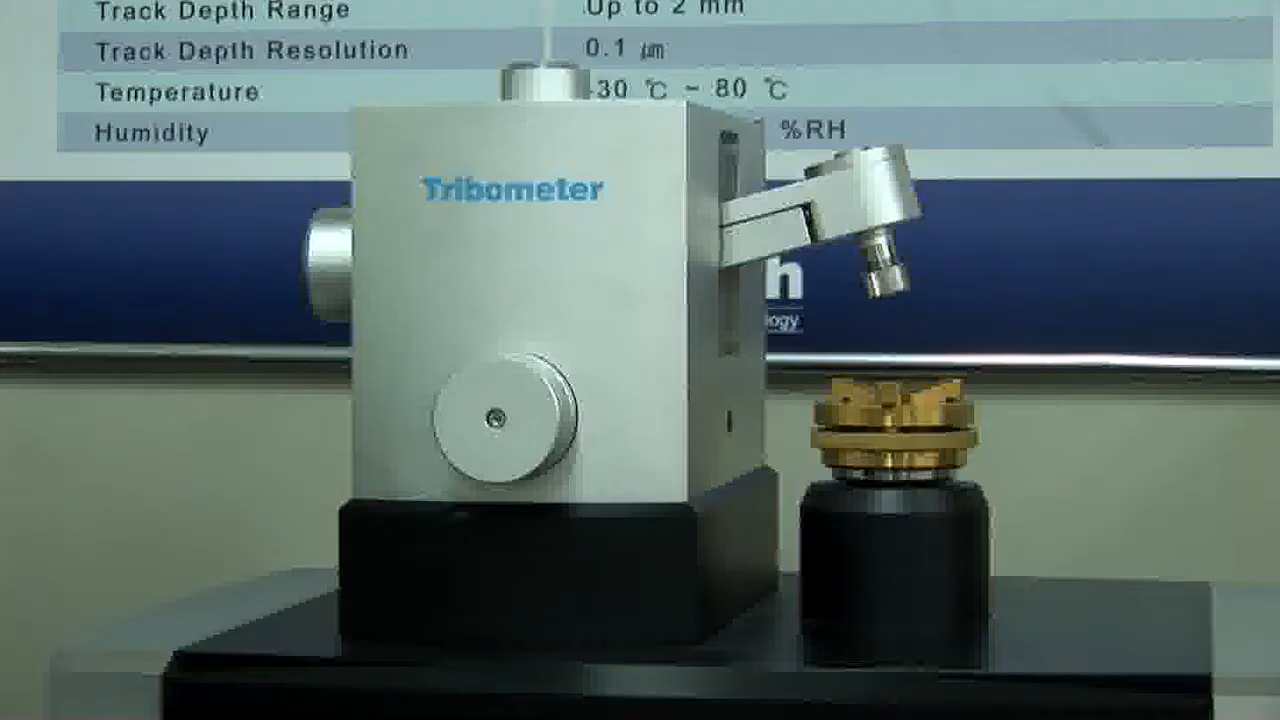 Track Depth Range Up to 2 mm
Track Depth Resolution 0.1 ㎛
Temperature -30 ℃ ~ 80 ℃
Humidity %RH
Tribometer
h
ogy